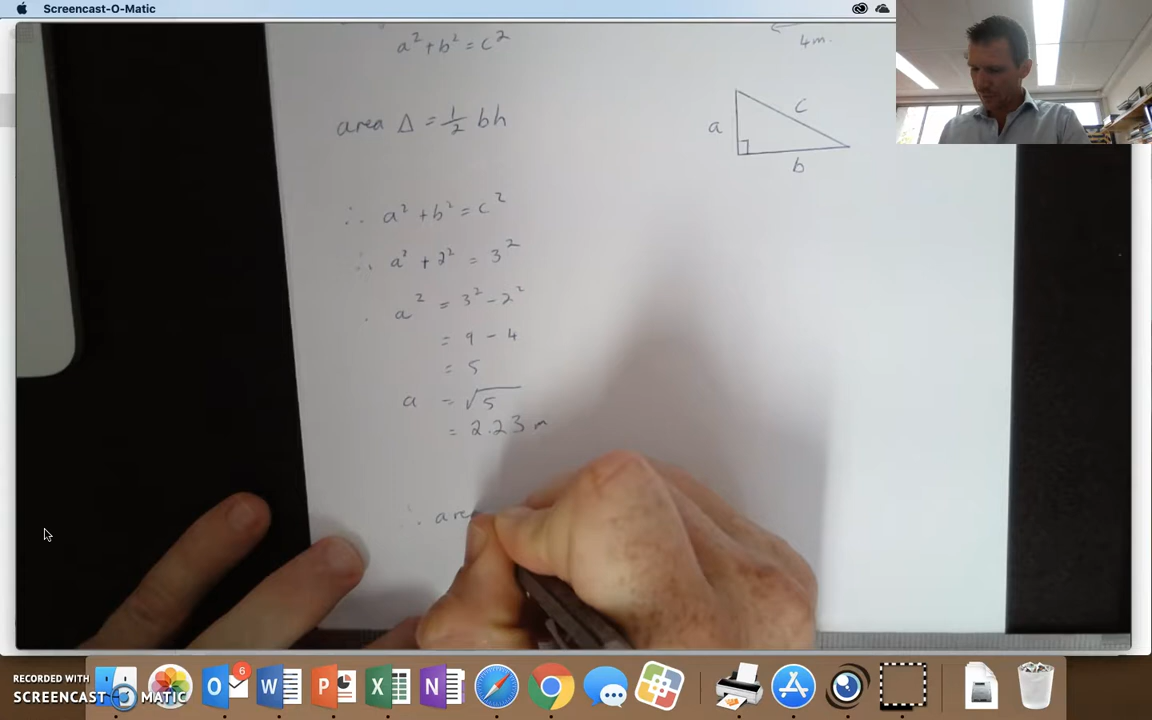 Screencast-O-Matic
a² + b² = c²
4m.
area Δ = 1/2 bh
c
a
b
∴ a² + b² = c²
∴ a² + 2² = 3²
a² = 3² - 2²
= 9 - 4
= 5
a = √5
= 2.23 m
∴ are
RECORDED WITH
SCREENCAST-O-MATIC
6